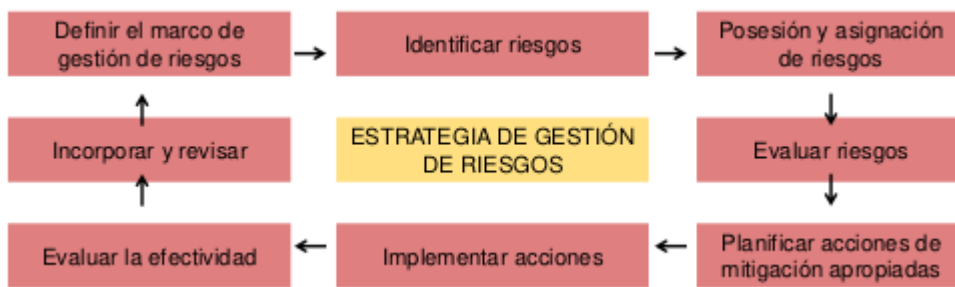 Definir el marco de
gestión de riesgos
Identificar riesgos
Posesión y asignación
de riesgos
Incorporar y revisar
ESTRATEGIA DE GESTIÓN
DE RIESGOS
Evaluar riesgos
Evaluar la efectividad
Implementar acciones
Planificar acciones de
mitigación apropiadas